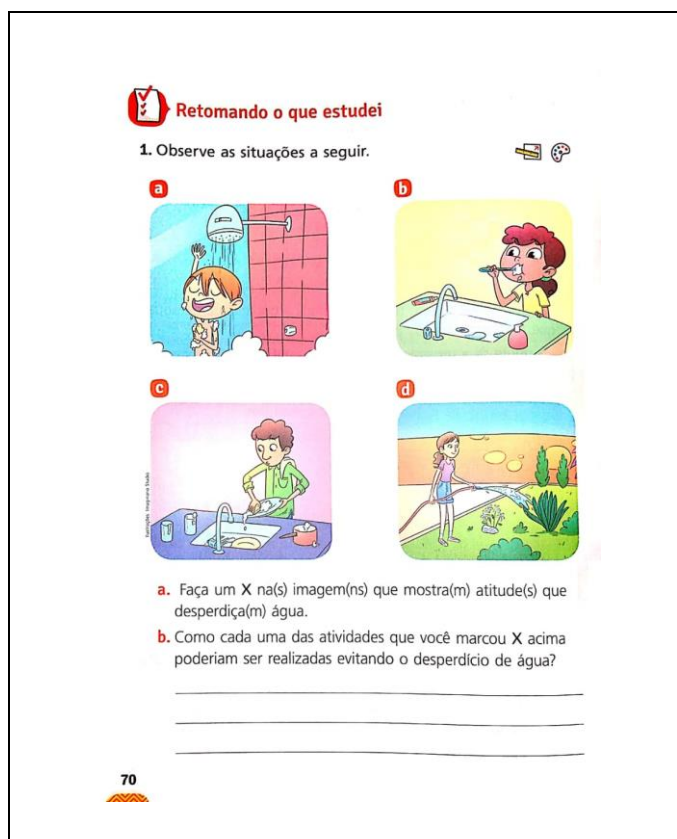 Retomando o que estudei
1. Observe as situações a seguir.
a
b
c
d
a. Faça um X na(s) imagem(ns) que mostra(m) atitude(s) que
desperdiça(m) água.
b. Como cada uma das atividades que você marcou X acima
poderiam ser realizadas evitando o desperdício de água?
70